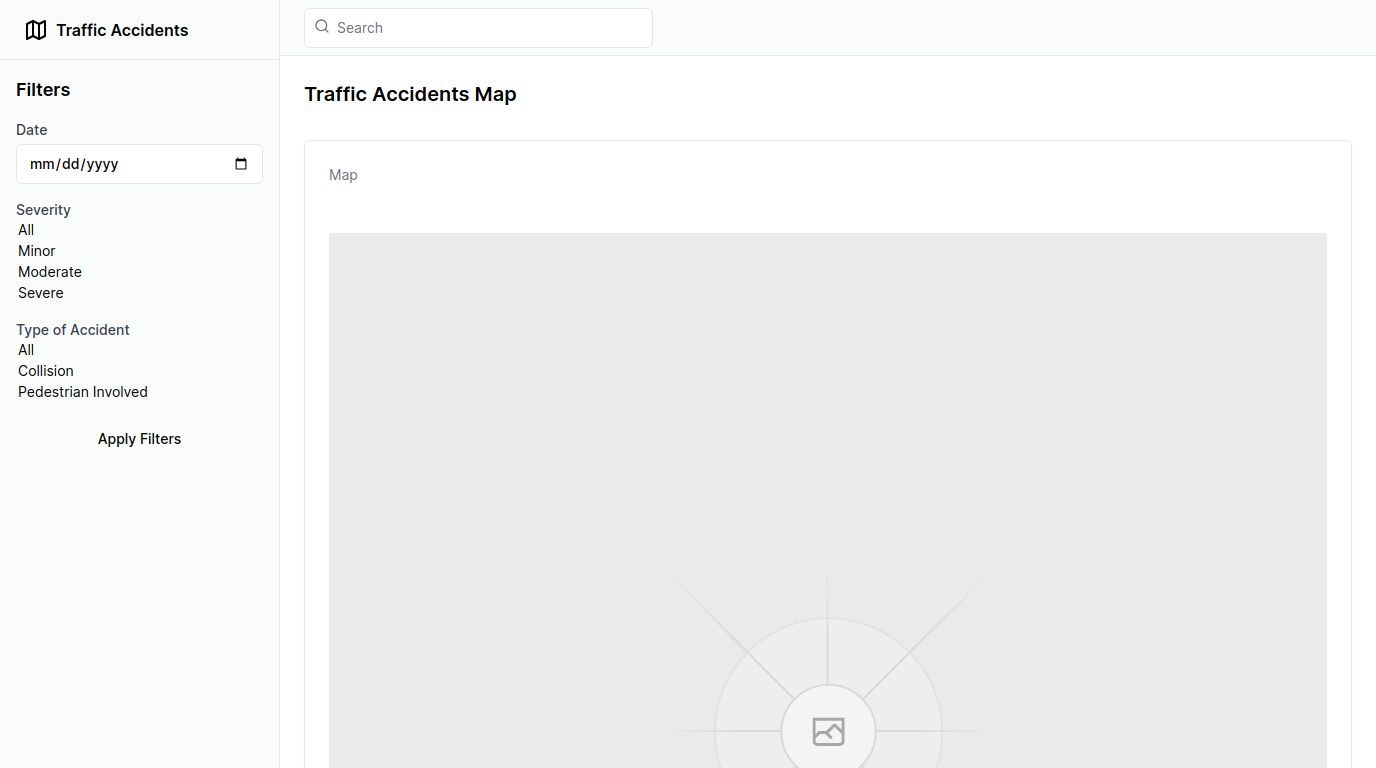 Traffic Accidents
Search
Filters
Date
mm/dd/yyyy
Severity
All
Minor
Moderate
Severe
Type of Accident
All
Collision
Pedestrian Involved
Apply Filters
Traffic Accidents Map
Map